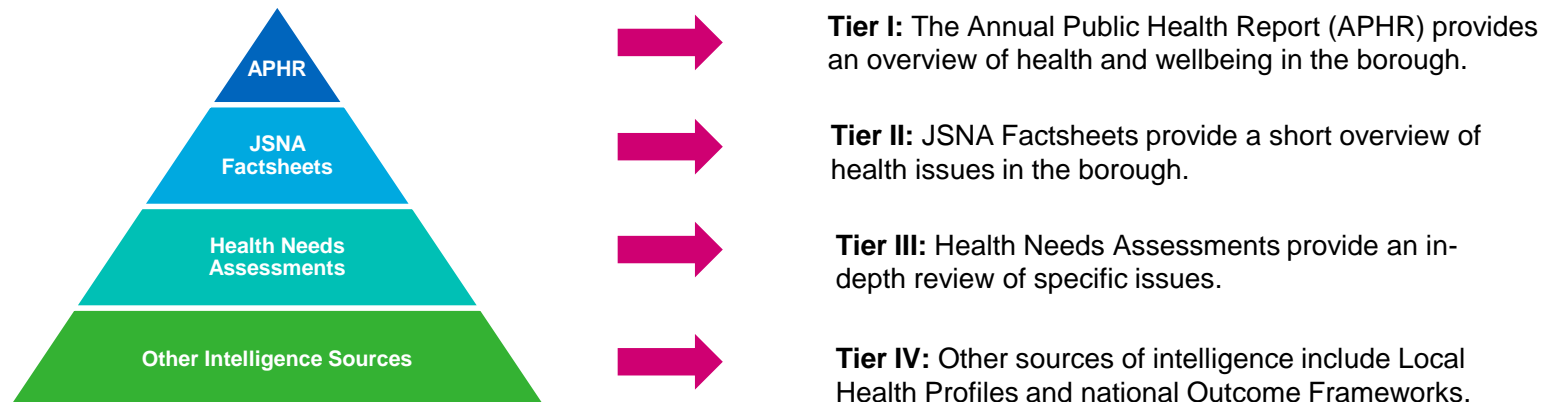 APHR
Tier I: The Annual Public Health Report (APHR) provides
an overview of health and wellbeing in the borough.
JSNA
Factsheets
Tier II: JSNA Factsheets provide a short overview of
health issues in the borough.
Health Needs
Assessments
Tier III: Health Needs Assessments provide an in-
depth review of specific issues.
Other Intelligence Sources
Tier IV: Other sources of intelligence include Local
Health Profiles and national Outcome Frameworks.